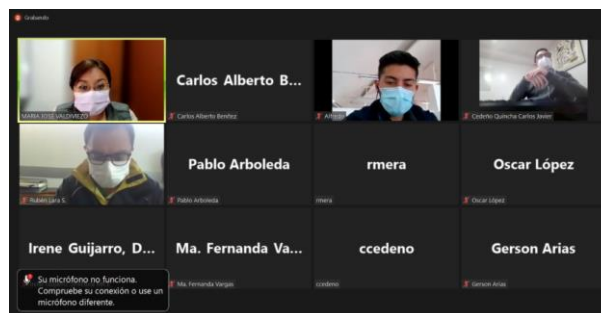 Grabando
MARIA JOSE VALDIVIEZO
Carlos Alberto B...
Carlos Alberto Benítez
Alfredo
Cedeño Quincha Carlos Javier
Rubén Lara S.
Pablo Arboleda
Pablo Arboleda
rmera
rmera
Oscar López
Oscar López
Irene Guijarro, D...
Ma. Fernanda Va...
Ma. Fernanda Vargas
ccedeno
ccedeno
Gerson Arias
Gerson Arias
Su micrófono no funciona.
Compruebe su conexión o use un
micrófono diferente.